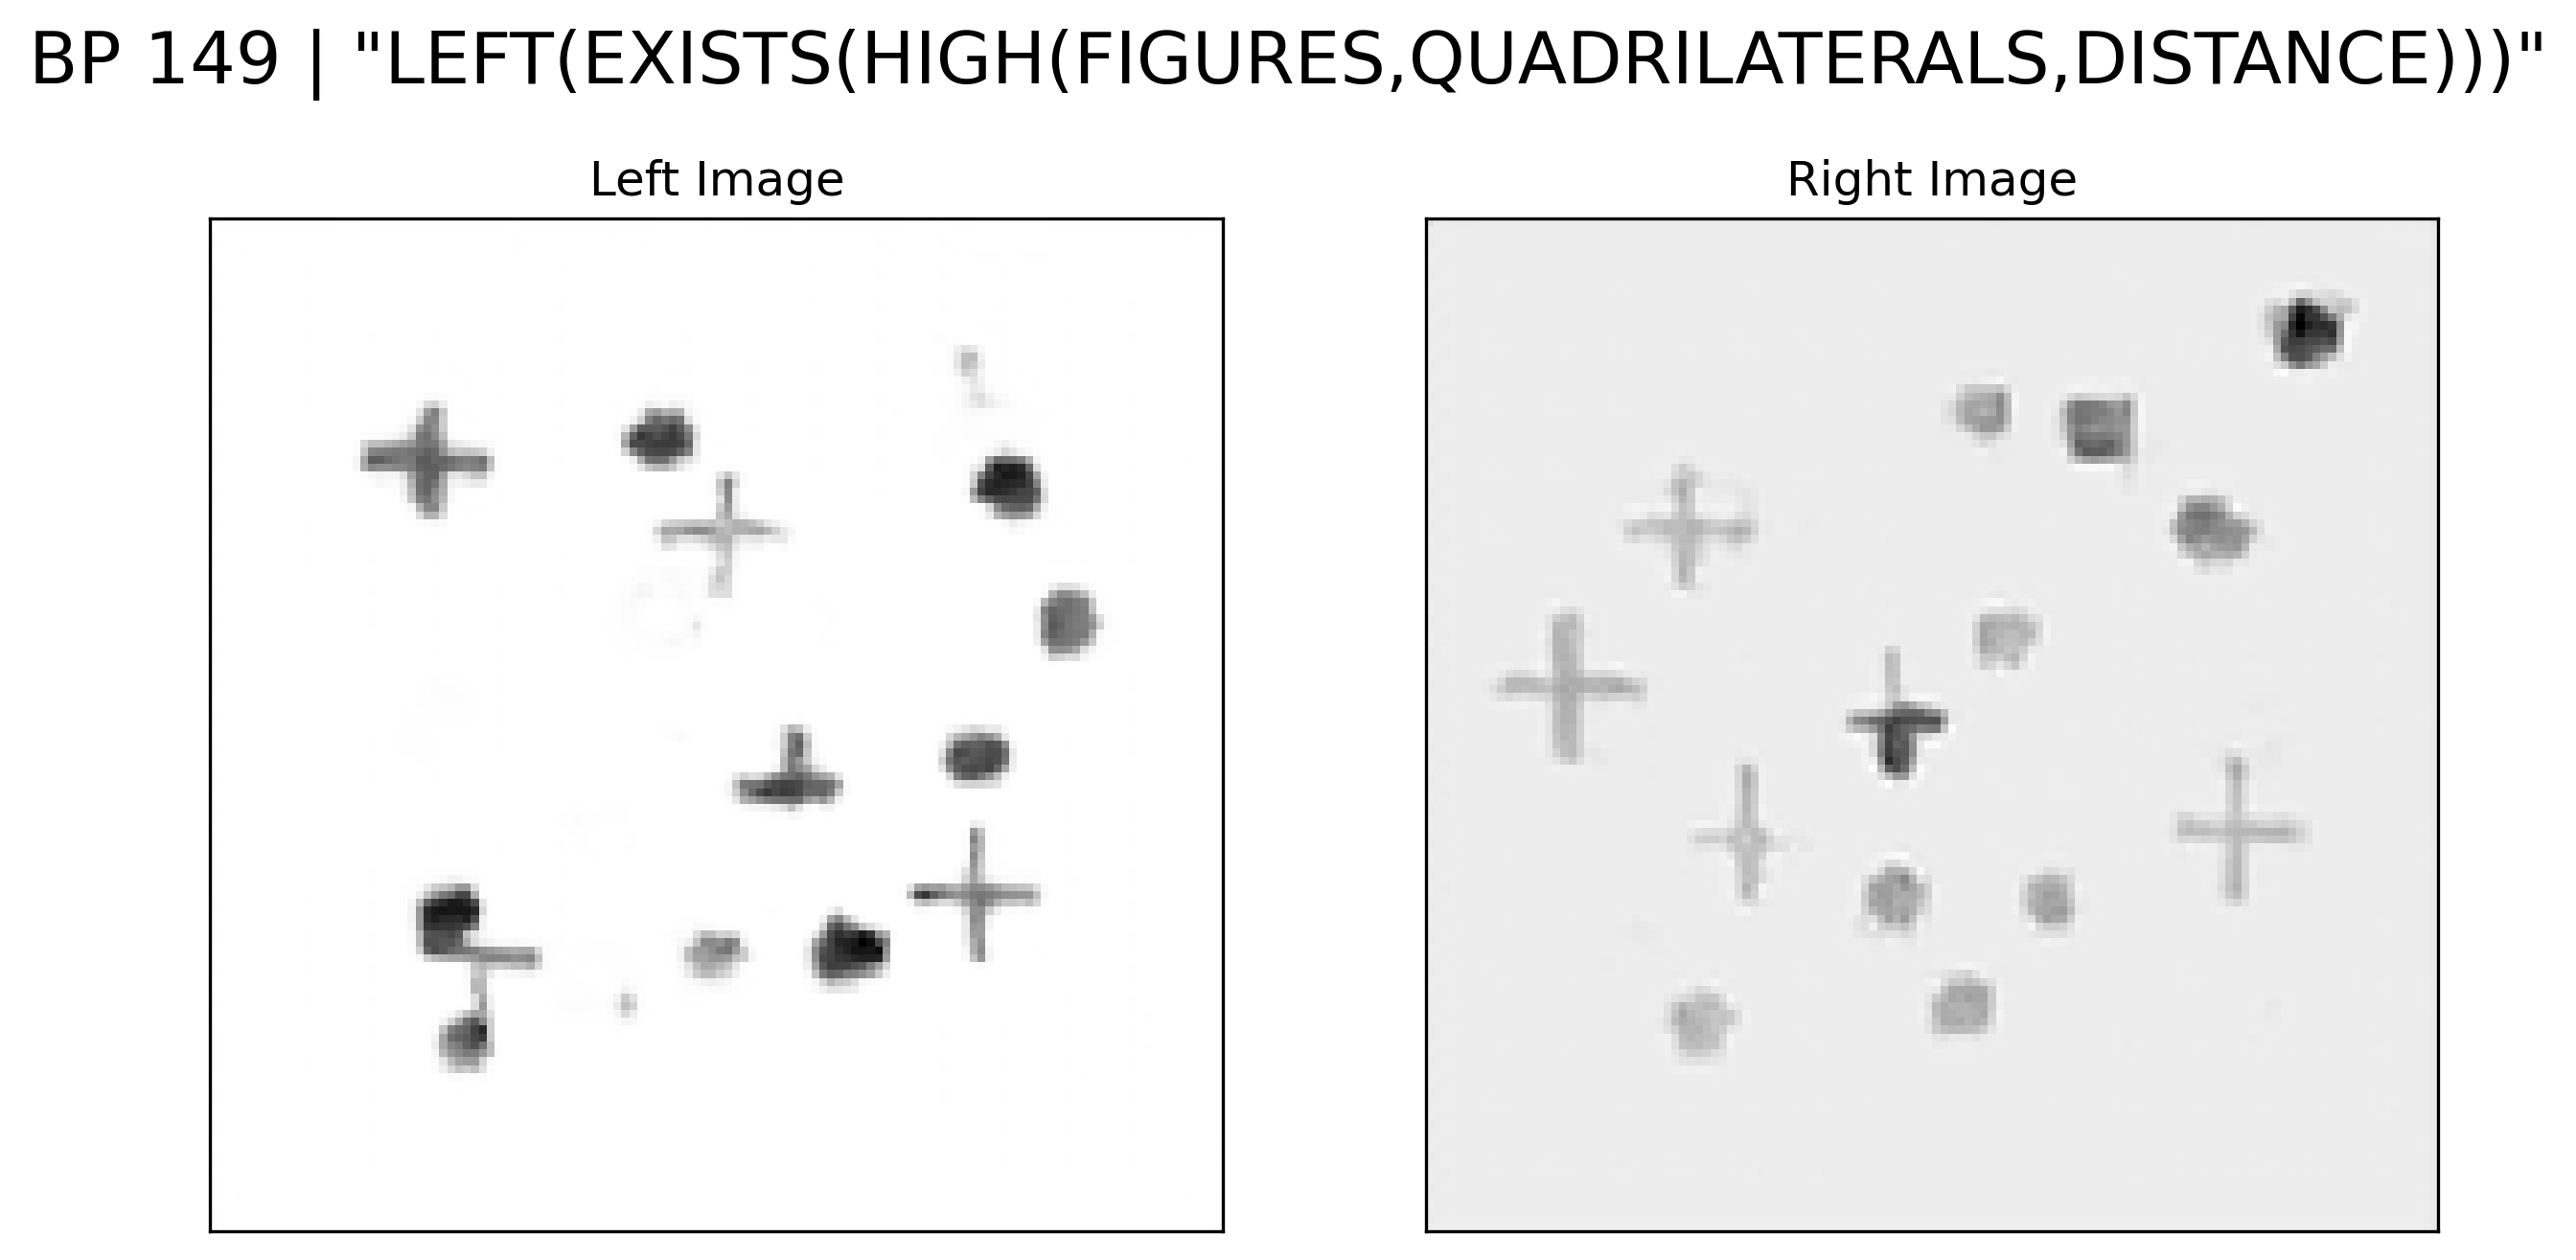 BP 149 | "LEFT(EXISTS(HIGH(FIGURES,QUADRILATERALS,DISTANCE)))"
Left Image
Right Image